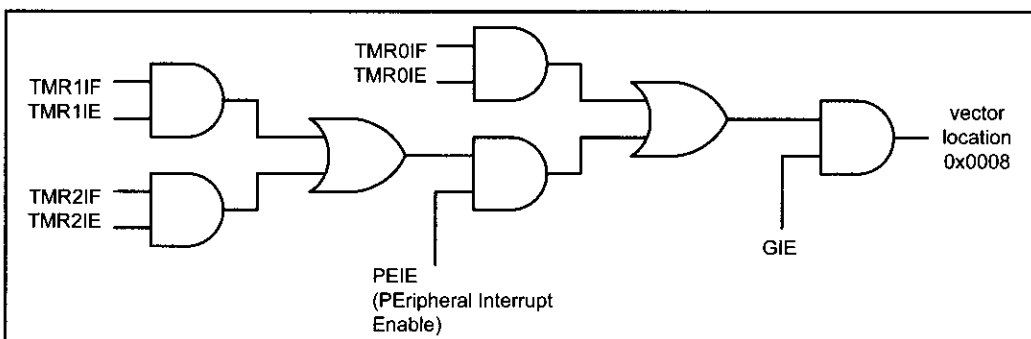 TMR0IF
TMR0IE
TMR1IF
TMR1IE
TMR2IF
TMR2IE
vector
location
0x0008
GIE
PEIE
(PEripheral Interrupt
Enable)